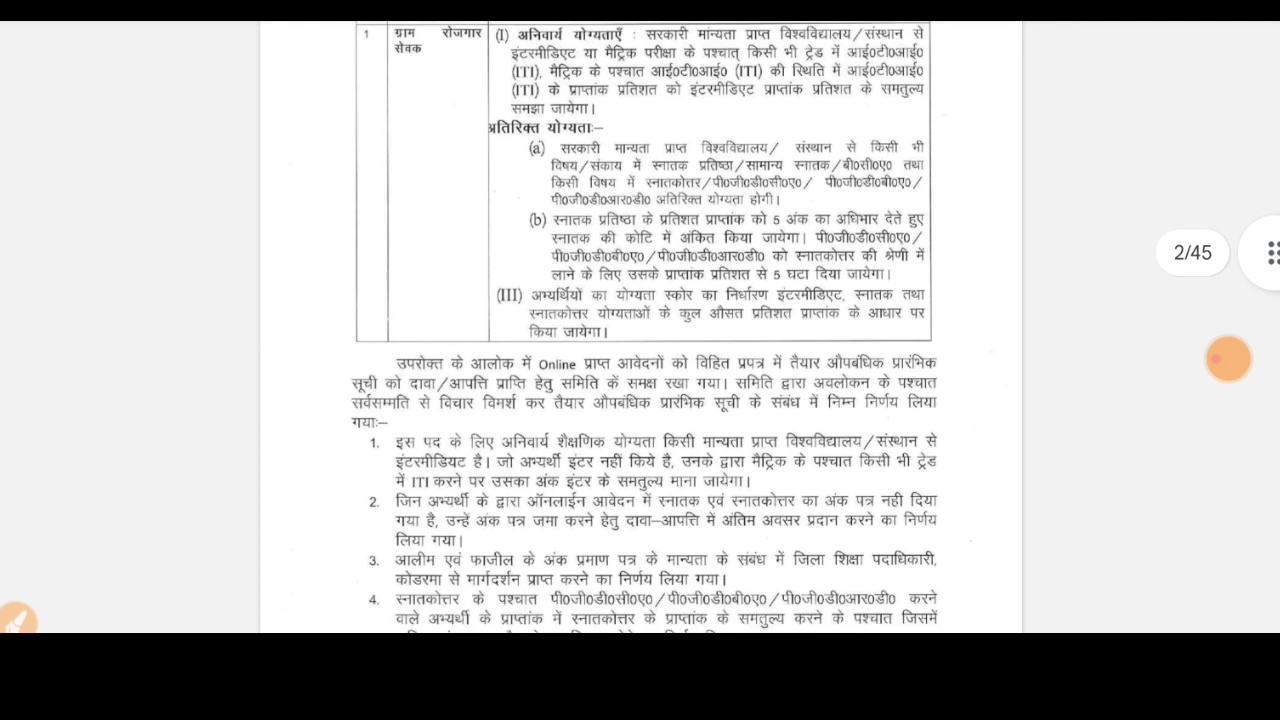 1 ग्राम रोजगार सेवक
(I) अनिवार्य योग्यताएँ : सरकारी मांन्यता प्राप्त विश्वविद्यालय/संस्थान से
इंटरमीडिएट या मैट्रिक परीक्षा के पश्चात् किसी भी ट्रेड में आई0टी0आई0
(ITI), मैट्रिक के पश्चात आई0टी0आई0 (ITI) की स्थिति में आई0टी0आई0
(ITI) के प्राप्तांक प्रतिशत को इंटरमीडिएट प्राप्तांक प्रतिशत के समतुल्य
समझा जायेगा।
प्रतिरिक्त योग्यताः–
(a) सरकारी मान्यता प्राप्त विश्वविद्यालय/ संस्थान से किसी भी
विषय/संकाय में स्नातक प्रतिष्ठा/सामान्य स्नातक/बी0सी0ए0 तथा
किसी विषय में स्नातकोत्तर/पी0जी0डी0सी0ए0/ पी0जी0डी0बी0ए0/
पी0जी0डी0आर0डी0 अतिरिक्त योग्यता होगी।
(b) स्नातक प्रतिष्ठा के प्रतिशत प्राप्तांक को 5 अंक का अधिभार देते हुए
स्नातक की कोटि में अंकित किया जायेगा। पी0जी0डी0सी0ए0/
पी0जी0डी0बी0ए0/पी0जी0डी0आर0डी0 को स्नातकोत्तर की श्रेणी में
लाने के लिए उसके प्राप्तांक प्रतिशत से 5 घटा दिया जायेगा।
(III) अभ्यर्थियों का योग्यता स्कोर का निर्धारण इंटरमीडिएट, स्नातक तथा
स्नातकोत्तर योग्यताओं के कुल औसत प्रतिशत प्राप्तांक के आधार पर
किया जायेगा।
उपरोक्त के आलोक में Online प्राप्त आवेदनों को विहित प्रपत्र में तैयार औपबंधिक प्रारंभिक
सूची को दावा/आपत्ति प्राप्ति हेतु समिति के समक्ष रखा गया। समिति द्वारा अवलोकन के पश्चात
सर्वसम्मति से विचार विमर्श कर तैयार औपबंधिक प्रारंभिक सूची के संबंध में निम्न निर्णय लिया
गयाः–
1. इस पद के लिए अनिवार्य शैक्षणिक योग्यता किसी मान्यता प्राप्त विश्वविद्यालय/संस्थान से
इंटरमीडियट है। जो अभ्यर्थी इंटर नहीं किये है, उनके द्वारा मैट्रिक के पश्चात किसी भी ट्रेड
में ITI करने पर उसका अंक इंटर के समतुल्य माना जायेगा।
2. जिन अभ्यर्थी के द्वारा ऑनलाईन आवेदन में स्नातक एवं स्नातकोत्तर का अंक पत्र नही दिया
गया है, उन्हें अंक पत्र जमा करने हेतु दावा–आपत्ति में अंतिम अवसर प्रदान करने का निर्णय
लिया गया।
3. आलीम एवं फाजील के अंक प्रमाण पत्र के मान्यता के संबंध में जिला शिक्षा पदाधिकारी,
कोडरमा से मार्गदर्शन प्राप्त करने का निर्णय लिया गया।
4. स्नातकोत्तर के पश्चात पी0जी0डी0सी0ए0/पी0जी0डी0बी0ए0/पी0जी0डी0आर0डी0 करने
वाले अभ्यर्थी के प्राप्तांक में स्नातकोत्तर के प्राप्तांक के समतुल्य करने के पश्चात जिसमें
2/45